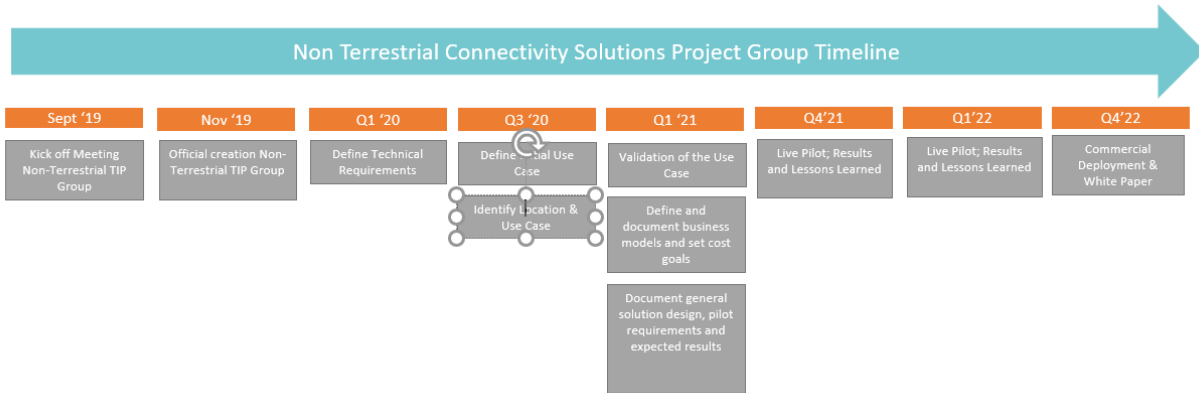 Non Terrestrial Connectivity Solutions Project Group Timeline
Sept ‘19
Kick off Meeting
Non-Terrestrial TIP
Group
Nov ‘19
Official creation Non-
Terrestrial TIP Group
Q1 ‘20
Define Technical
Requirements
Q3 ‘20
Define Use
Case
Identify Location &
Use Case
Q1 ‘21
Validation of the Use
Case
Define and
document business
models and set cost
goals
Document general
solution design, pilot
requirements and
expected results
Q4’21
Live Pilot; Results
and Lessons Learned
Q1’22
Live Pilot; Results
and Lessons Learned
Q4’22
Commercial
Deployment &
White Paper